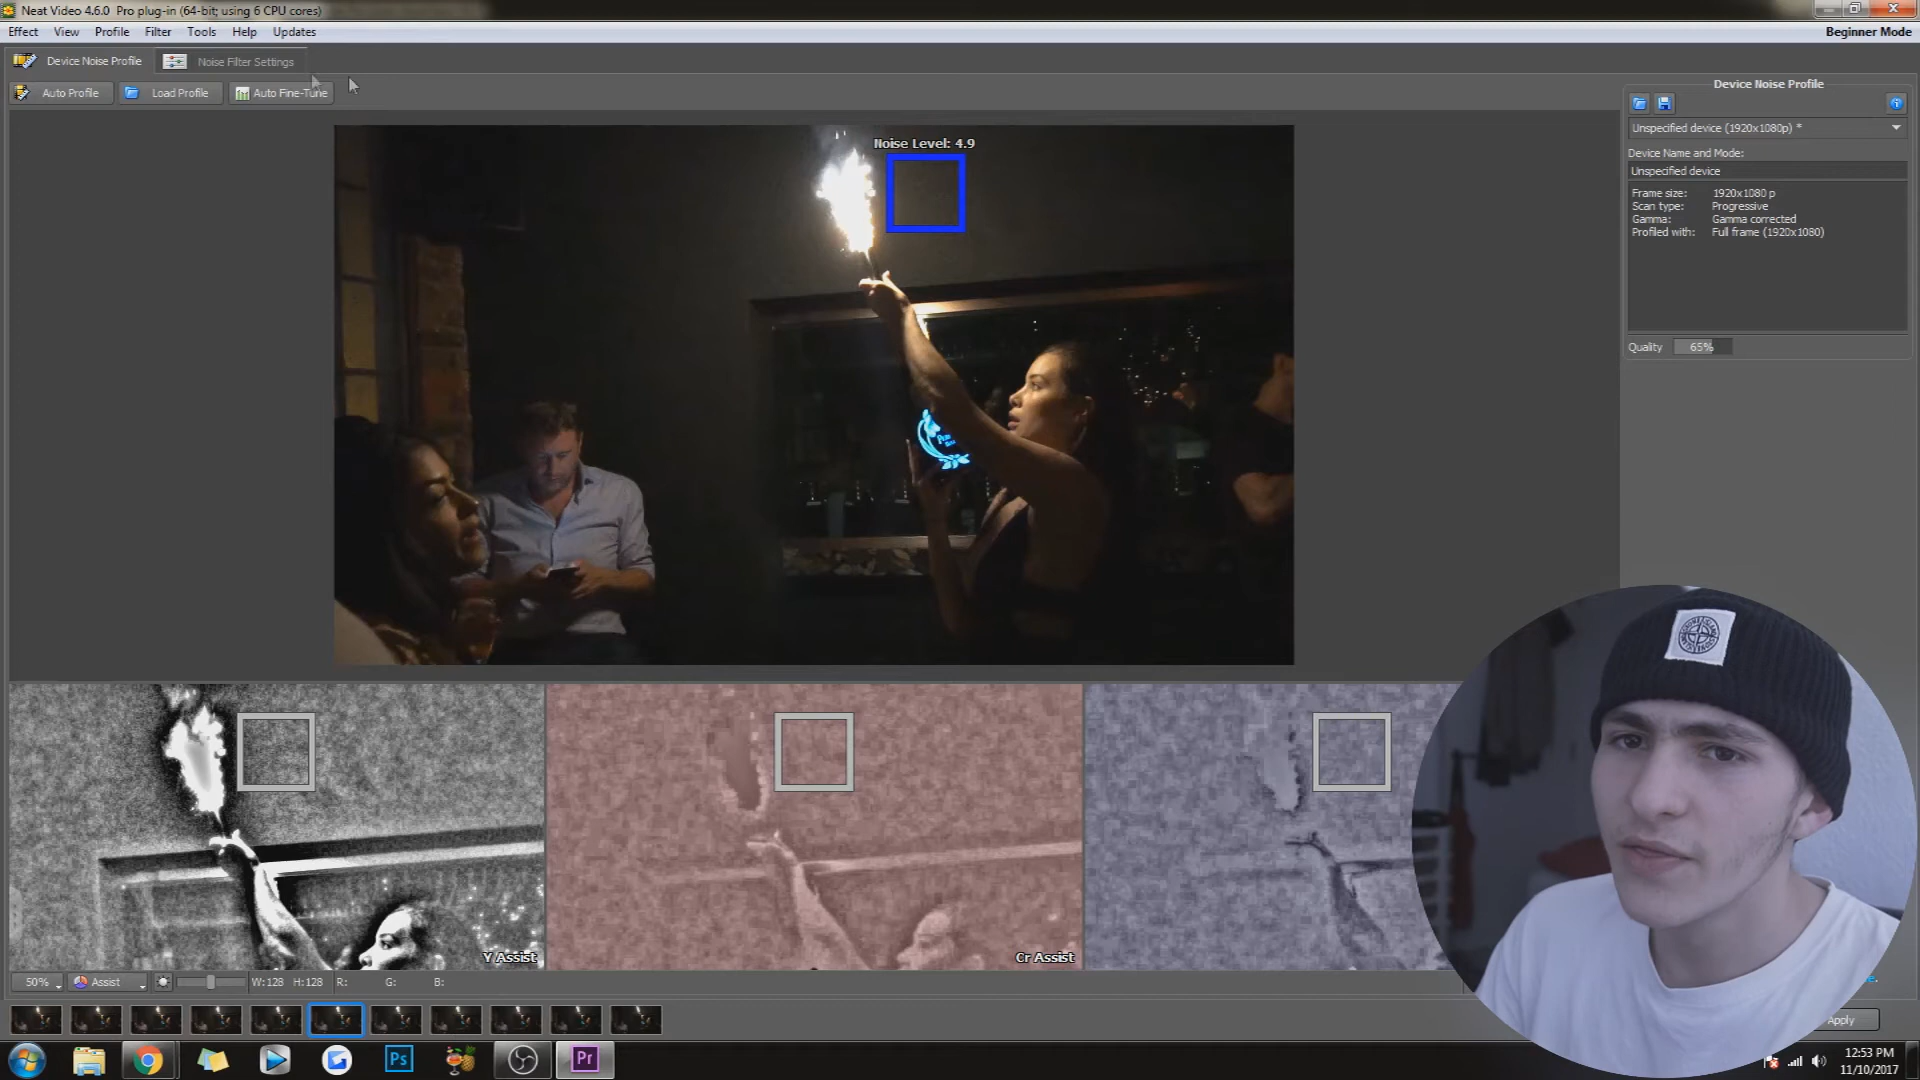 Neat Video 4.6.0 Pro plug-in (64-bit; using 6 CPU cores)
Effect View Profile Filter Tools Help Updates
Beginner Mode
Device Noise Profile
Noise Filter Settings
Auto Profile
Load Profile
Auto Fine-Tune
Device Noise Profile
Unspecified device (1920x1080p) *
Device Name and Mode:
Unspecified device
Frame size: 1920x1080 p
Scan type: Progressive
Gamma: Gamma corrected
Profiled with: Full frame (1920x1080)
Quality 65%
Noise Level: 4.9
Y Assist
Cr Assist
50% Assist W:128 H:128 R: G: B:
Apply
Ps
Pr
12:53 PM
11/10/2017